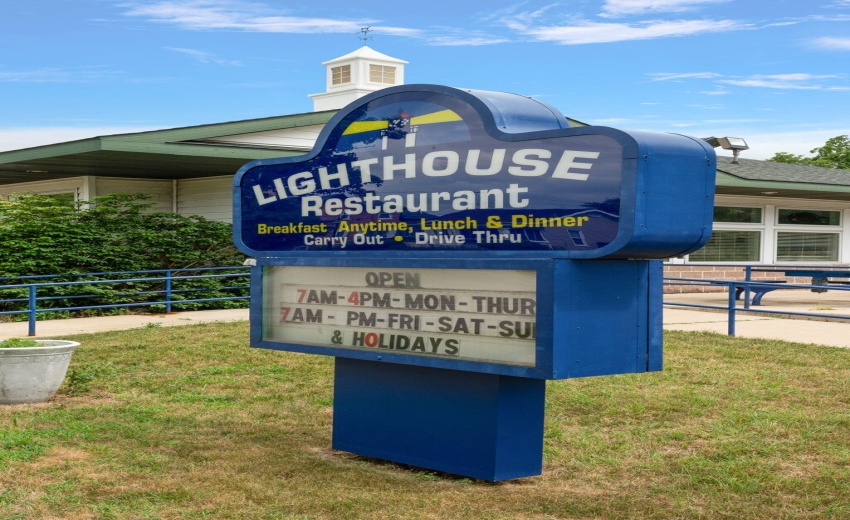 LIGHTHOUSE
Restaurant
Breakfast Anytime, Lunch & Dinner
Carry Out • Drive Thru
OPEN
7AM-4PM-MON-THUR
7AM - PM-FRI-SAT-SU
& HOLIDAYS